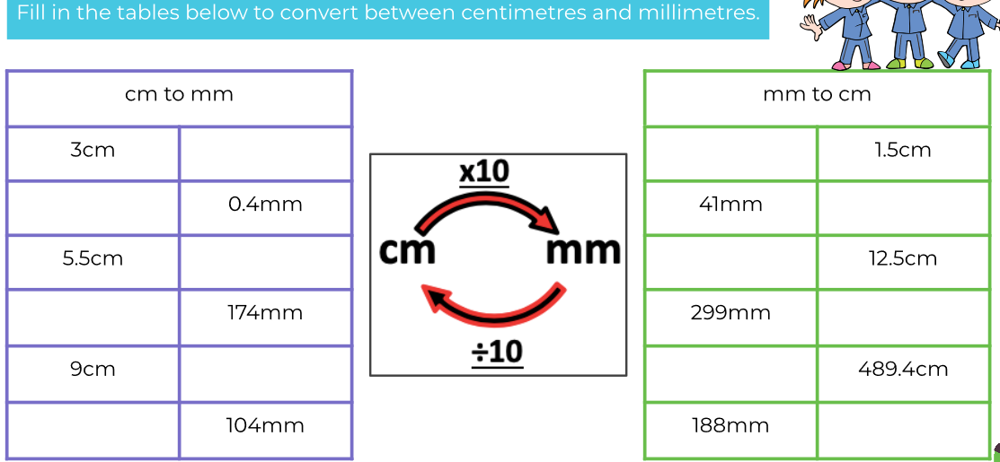 Fill in the tables below to convert between centimetres and millimetres.
cm to mm
3cm
0.4mm
5.5cm
174mm
9cm
104mm
x10
cm mm
÷10
mm to cm
1.5cm
41mm
12.5cm
299mm
489.4cm
188mm